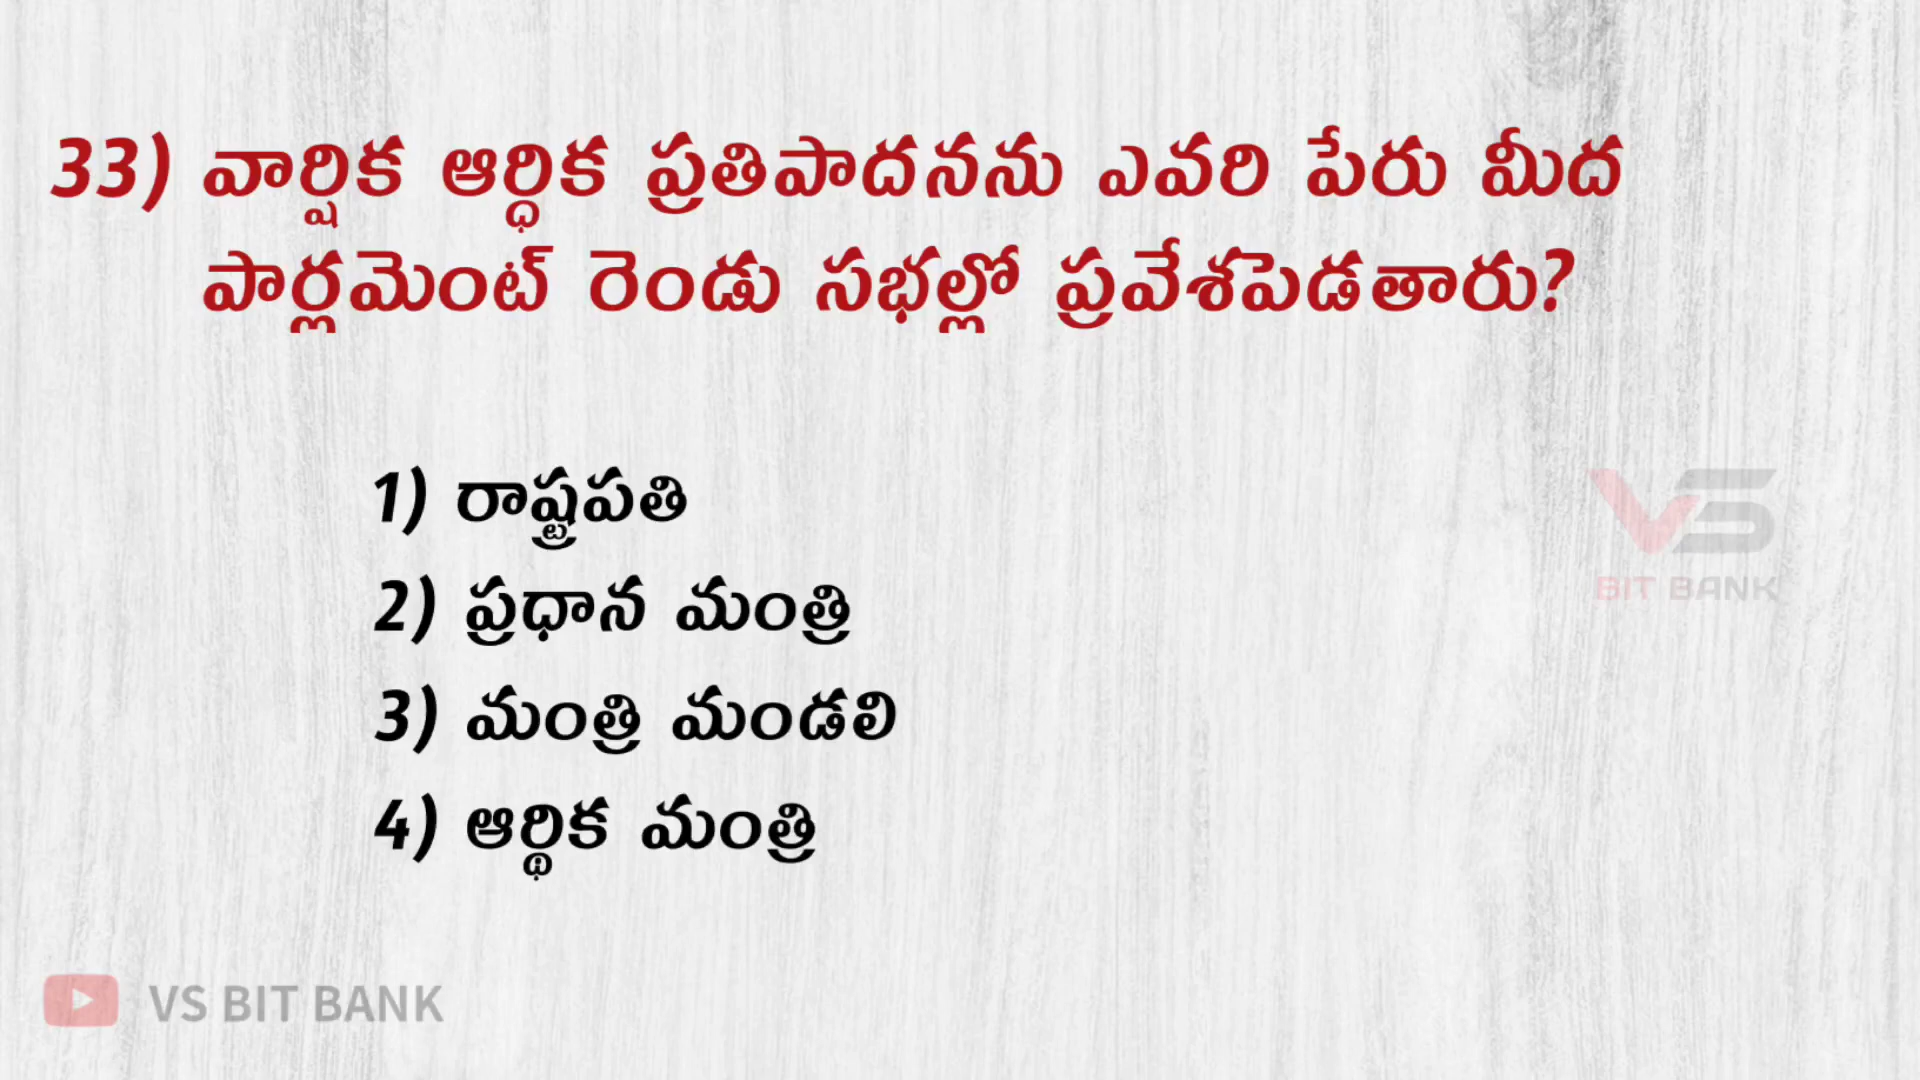 33) వార్షిక ఆర్ధిక ప్రతిపాదనను ఎవరి పేరు మీద
పార్లమెంట్ రెండు సభల్లో ప్రవేశపెడతారు?
1) రాష్ట్రపతి
2) ప్రధాన మంత్రి
VS
BIT BANK
3) మంత్రి మండలి
4) ఆర్థిక మంత్రి
VS BIT BANK